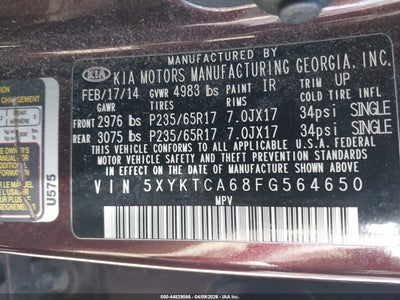 MANUFACTURED BY
KIA KIA MOTORS MANUFACTURING GEORGIA, INC.
FEB/17/14 GVWR 4983 lbs PAINT IR
GAWR TIRES RIMS COLD TIRE INFL
FRONT 2976 lbs P235/65R17 7.0JX17 34psi SINGLE
REAR 3075 lbs P235/65R17 7.0JX17 34psi SINGLE
THIS VEHICLE CONFORMS TO ALL APPLICABLE U.S.A. FEDERAL
MOTOR VEHICLE SAFETY, BUMPER, AND THEFT PREVENTION STANDARDS
IN EFFECT ON THE DATE OF MANUFACTURE SHOWN ABOVE.
VIN 5XYKTCA68FG564650
MPV
U575
000-44829566 | 04/09/2026 - | IAA